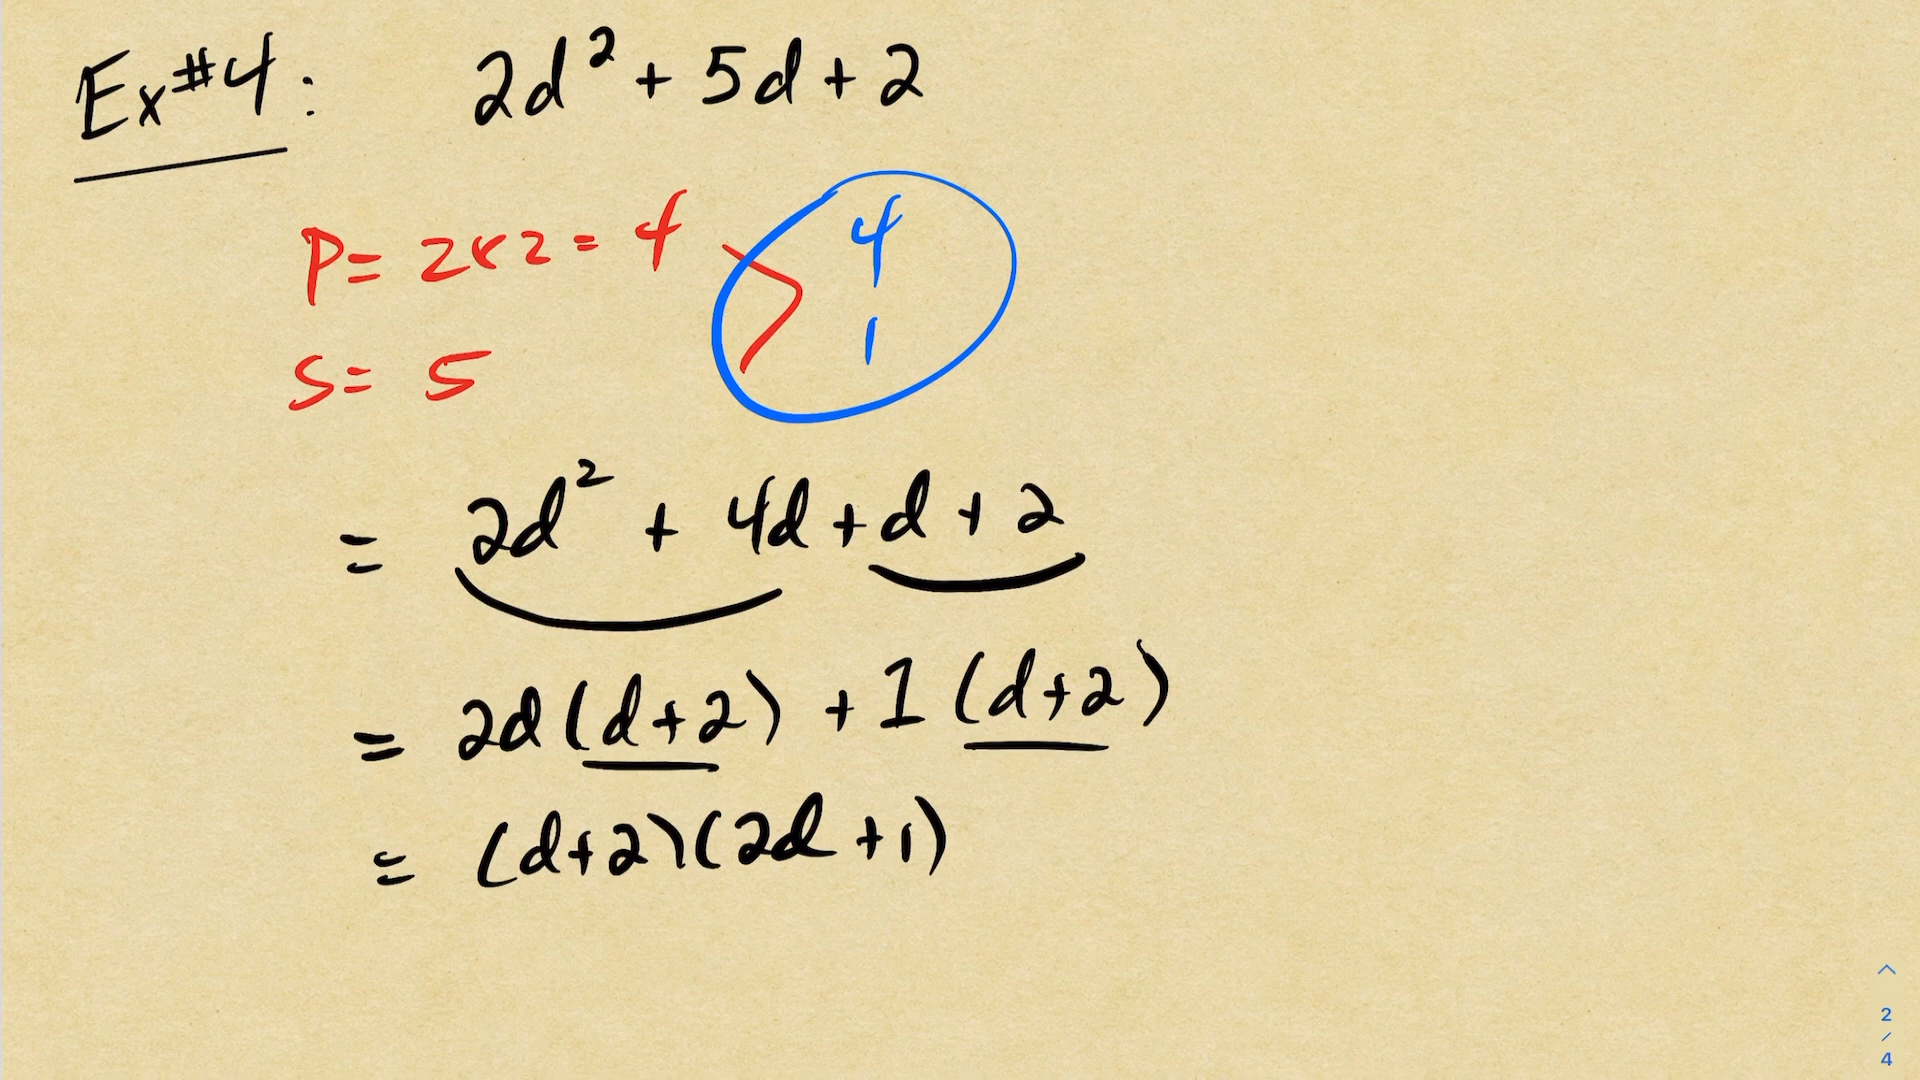 Ex#4: 2d² + 5d + 2
P = 2×2 = 4 4
1
S = 5
= 2d² + 4d + d + 2
= 2d(d+2) + 1(d+2)
= (d+2)(2d+1)
2
/
4